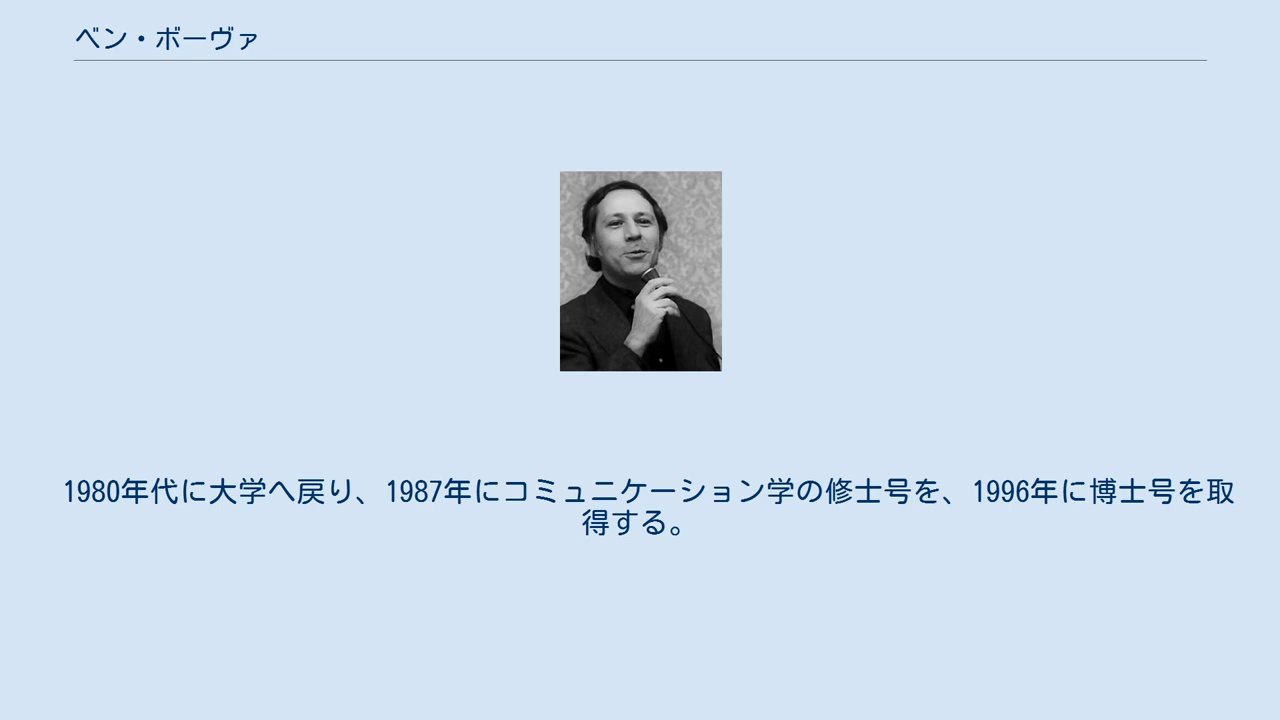 ベン・ボーヴァ
1980年代に大学へ戻り、1987年にコミュニケーション学の修士号を、1996年に博士号を取
得する。